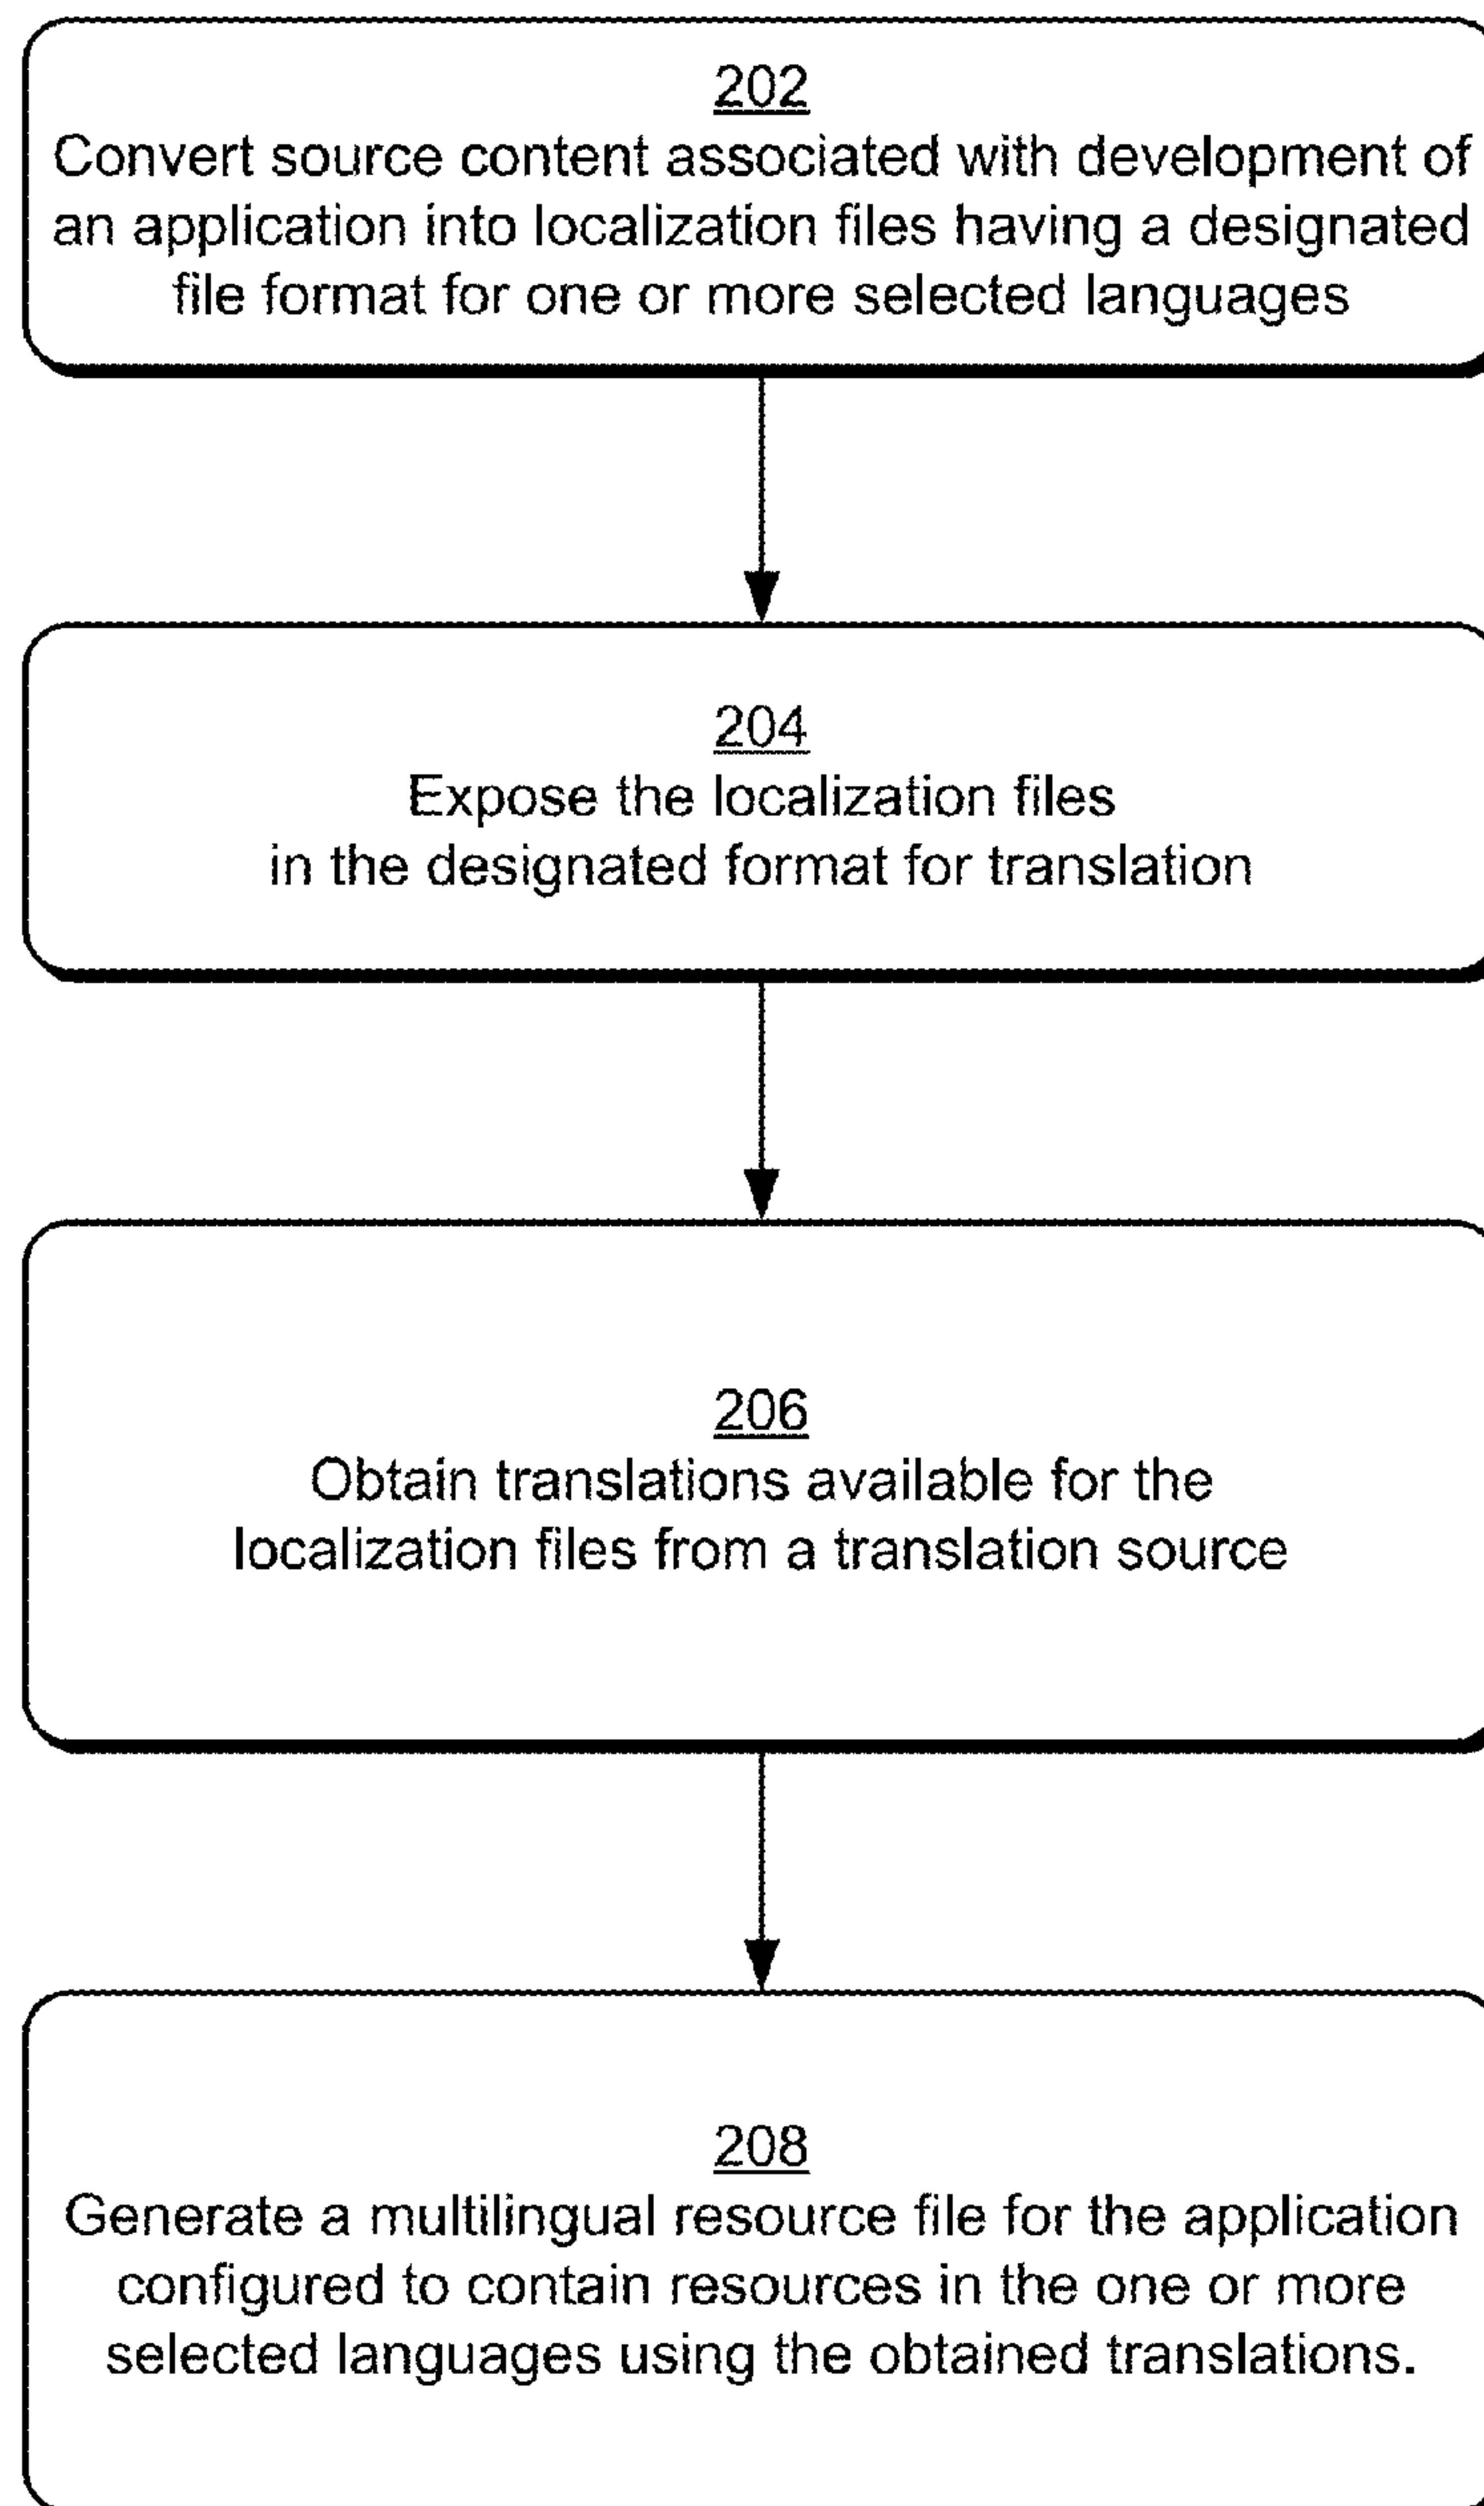 202
Convert source content associated with development of
an application into localization files having a designated
file format for one or more selected languages
204
Expose the localization files
in the designated format for translation
206
Obtain translations available for the
localization files from a translation source
208
Generate a multilingual resource file for the application
configured to contain resources in the one or more
selected languages using the obtained translations.